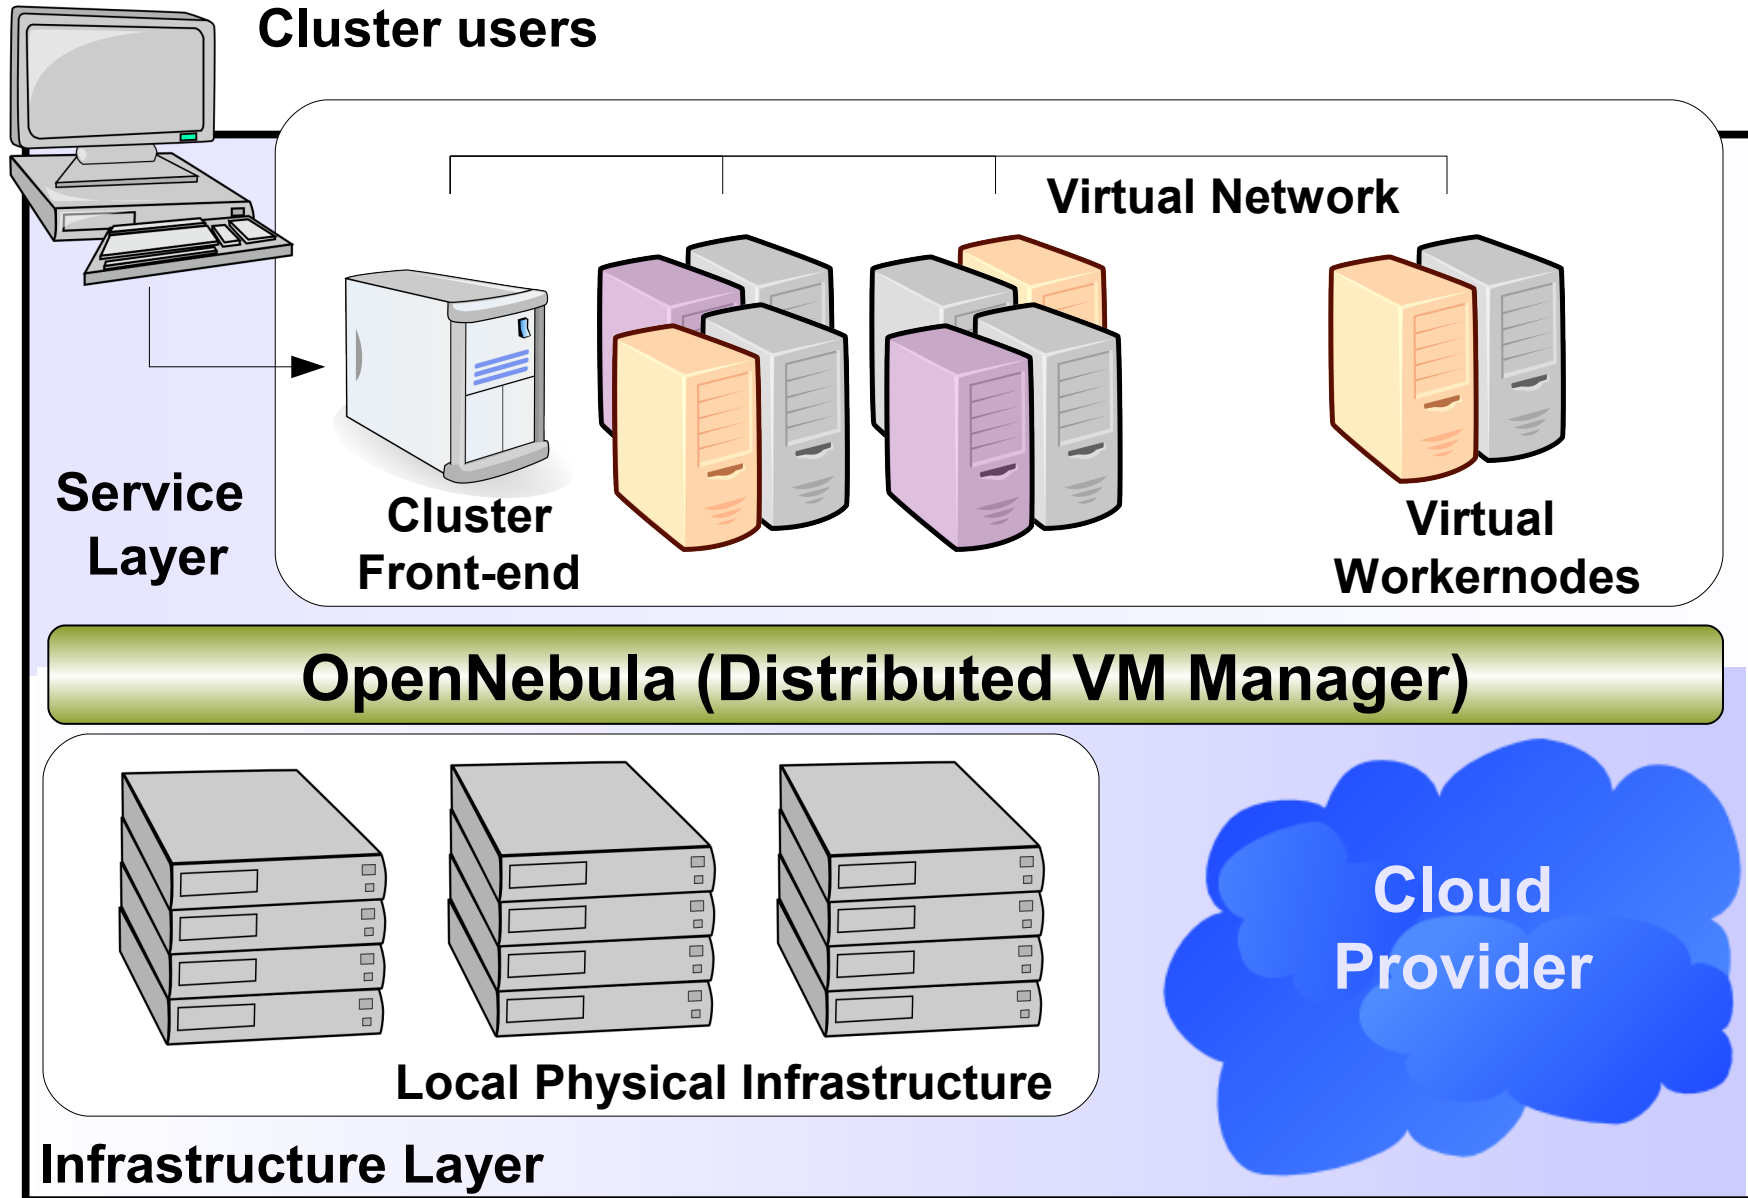 Cluster users
Virtual Network
Service
Layer
Cluster
Front-end
Virtual
Workernodes
OpenNebula (Distributed VM Manager)
Cloud
Provider
Local Physical Infrastructure
Infrastructure Layer